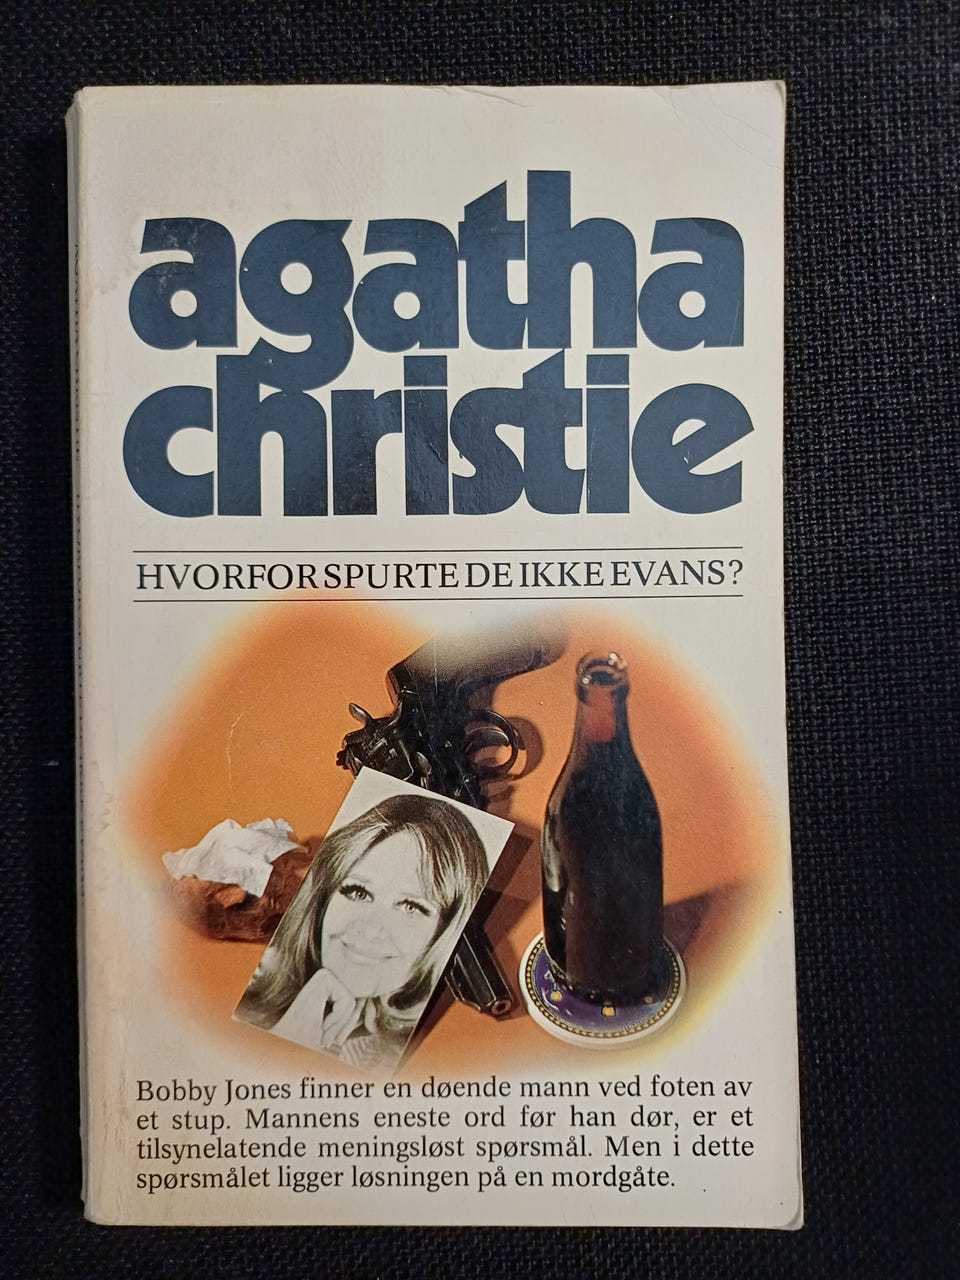 agatha
christie
HVORFOR SPURTE DE IKKE EVANS?
Bobby Jones finner en døende mann ved foten av
et stup. Mannens eneste ord før han dør, er et
tilsynelatende meningsløst spørsmål. Men i dette
spørsmålet ligger løsningen på en mordgåte.